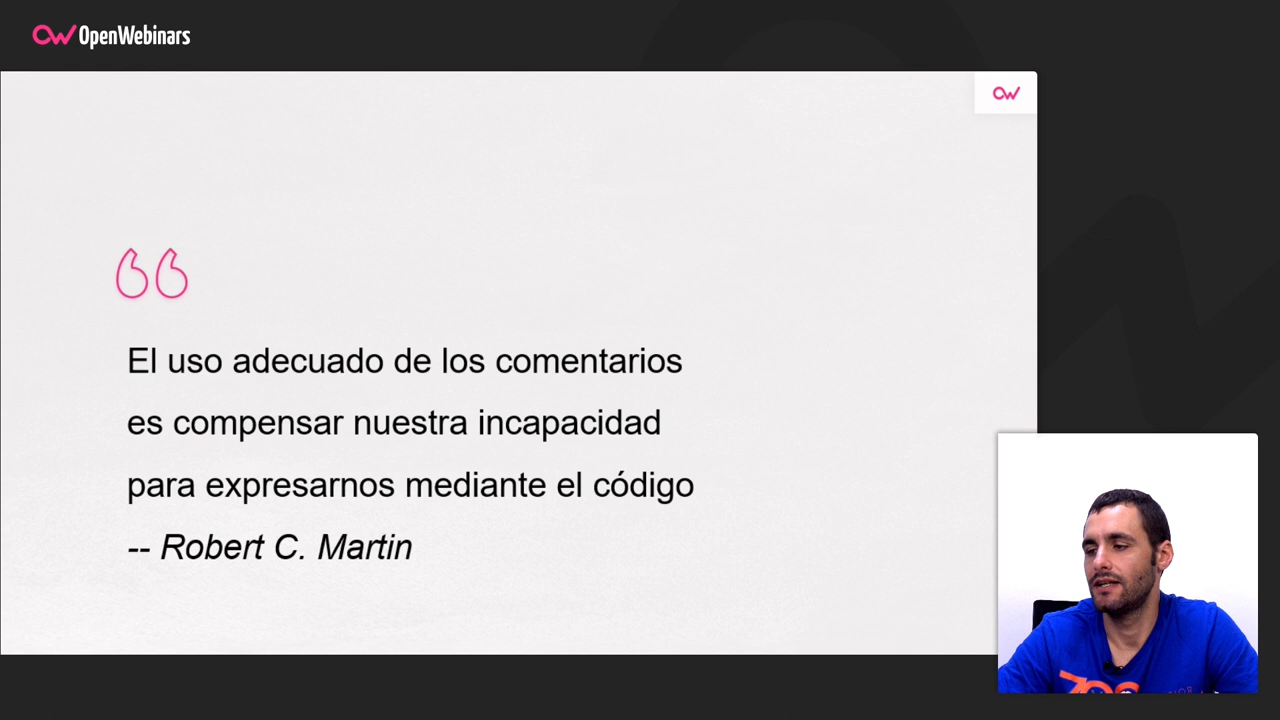 OpenWebinars
El uso adecuado de los comentarios
es compensar nuestra incapacidad
para expresarnos mediante el código
-- Robert C. Martin